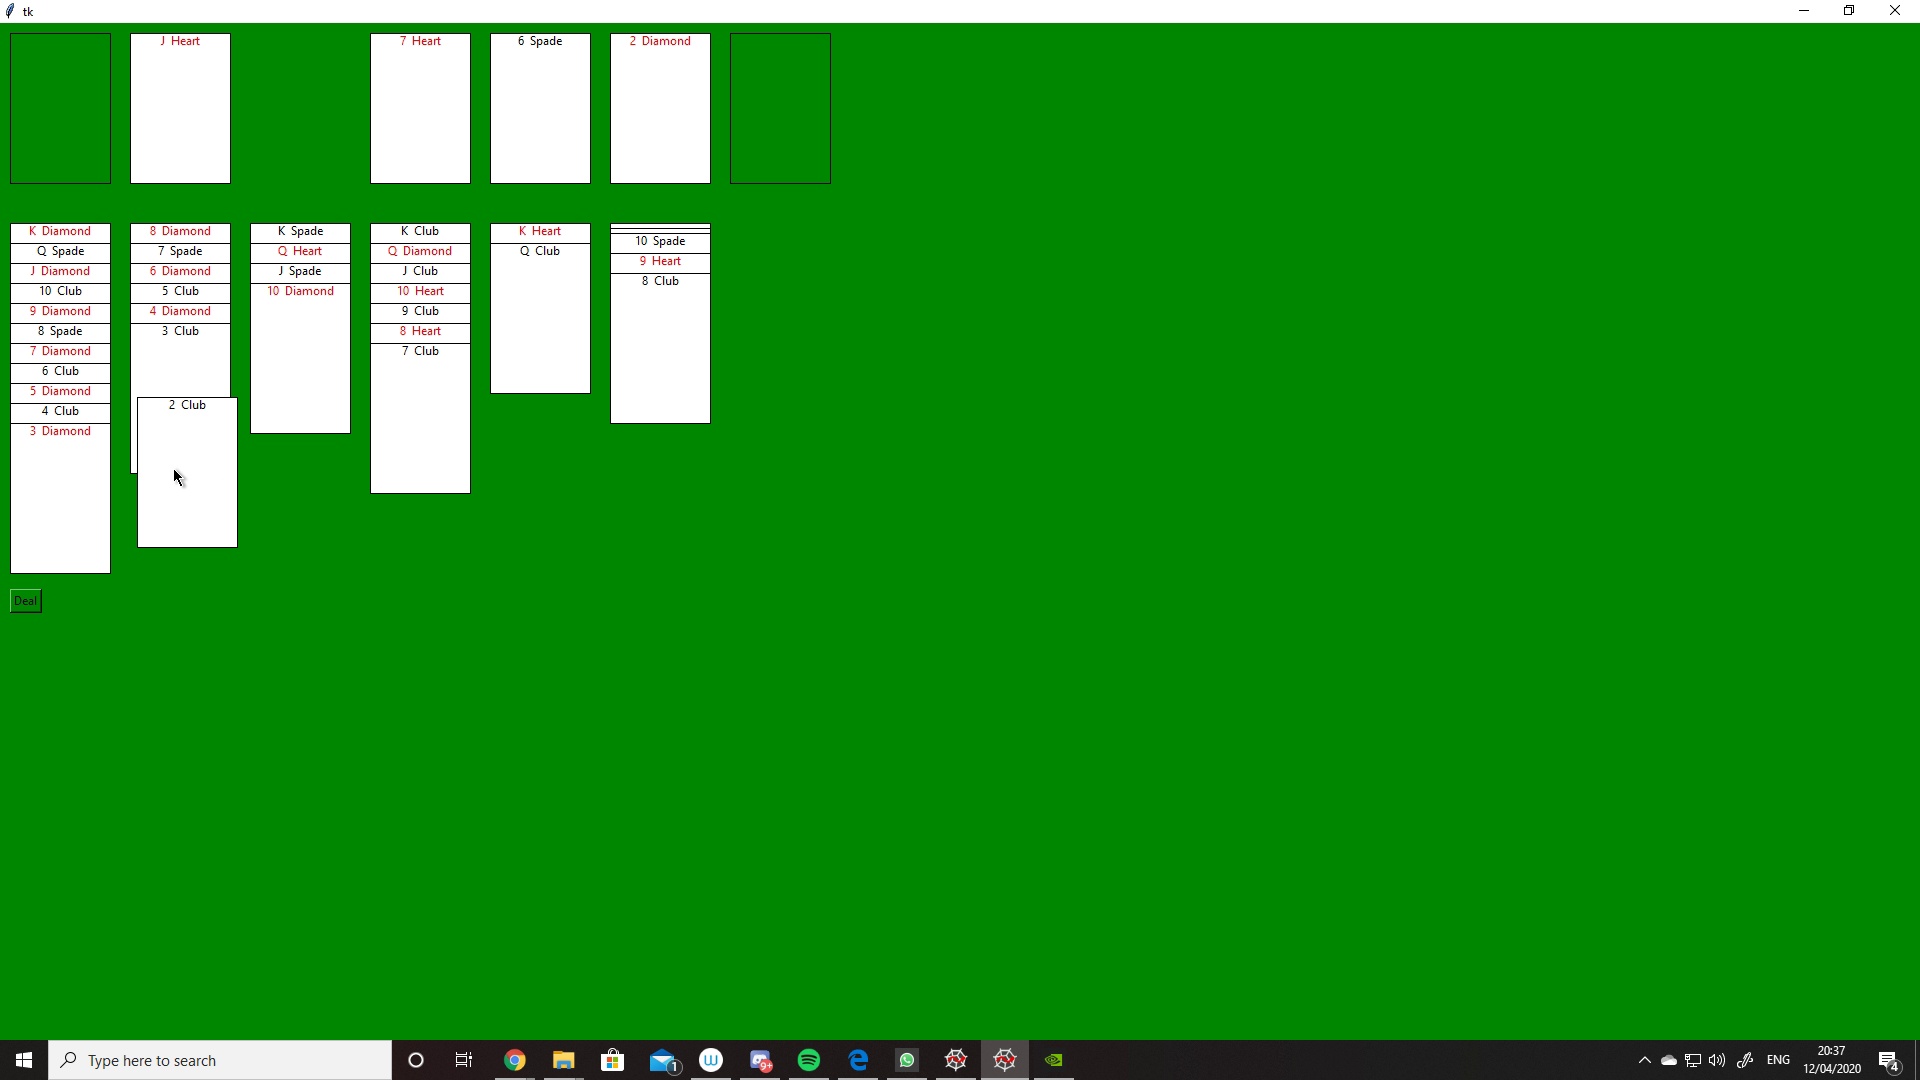 tk
J Heart
7 Heart
6 Spade
2 Diamond
K Diamond
Q Spade
J Diamond
10 Club
9 Diamond
8 Spade
7 Diamond
6 Club
5 Diamond
4 Club
3 Diamond
8 Diamond
7 Spade
6 Diamond
5 Club
4 Diamond
3 Club
2 Club
K Spade
Q Heart
J Spade
10 Diamond
K Club
Q Diamond
J Club
10 Heart
9 Club
8 Heart
7 Club
K Heart
Q Club
10 Spade
9 Heart
8 Club
Deal
Type here to search
1
W
9+
ENG
20:37
12/04/2020
4